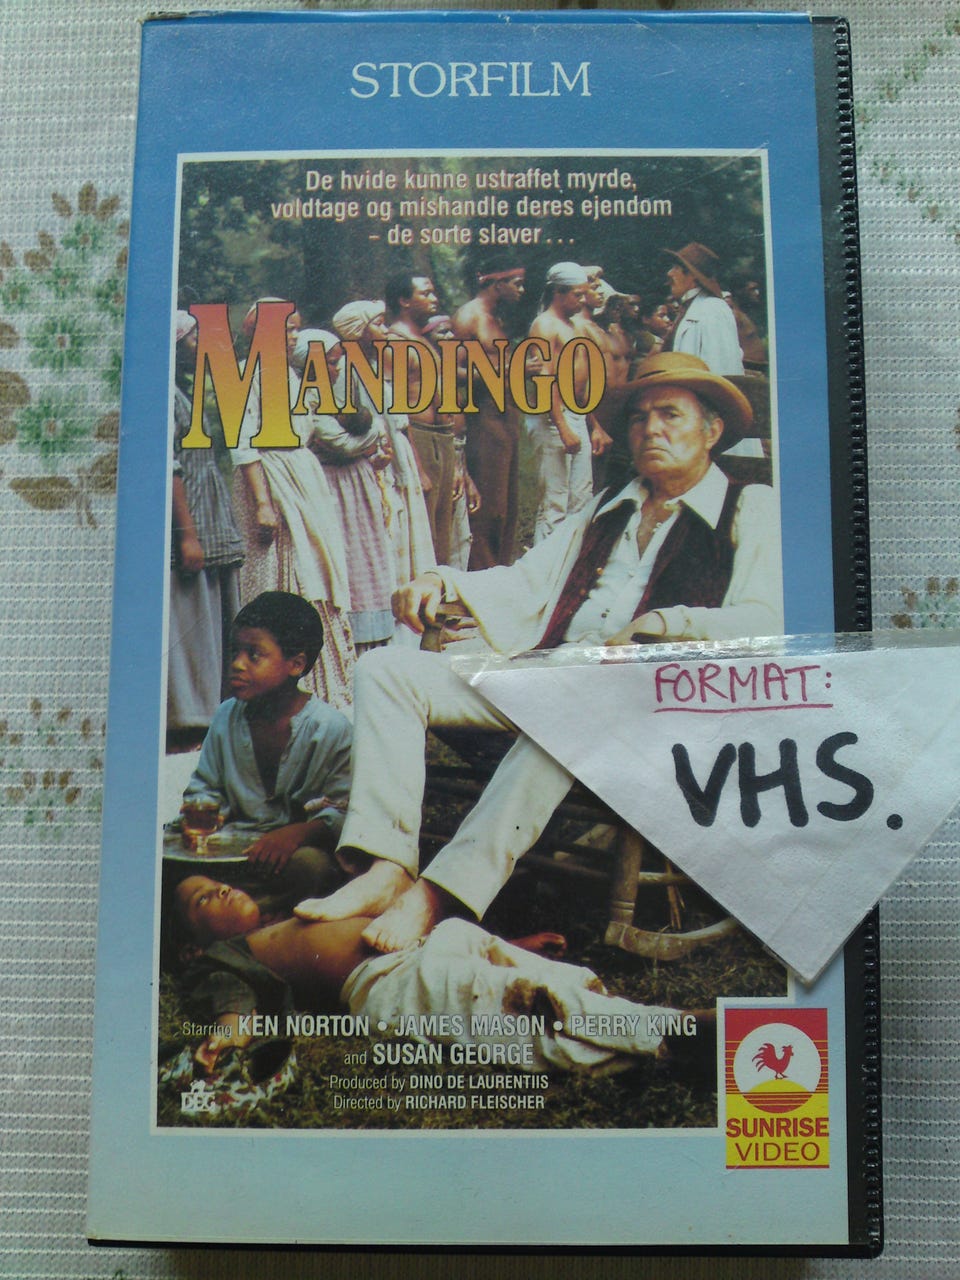 STORFILM
De hvide kunne ustraffet myrde,
voldtage og mishandle deres ejendom
- de sorte slaver...
MANDINGO
FORMAT:
VHS.
Starring KEN NORTON • JAMES MASON • PERRY KING
and SUSAN GEORGE
Produced by DINO DE LAURENTIIS
Directed by RICHARD FLEISCHER
DEG
SUNRISE
VIDEO